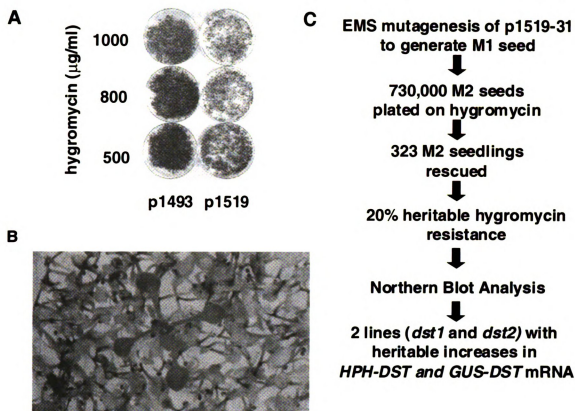 A
hygromycin (µg/ml)
1000
800
500
p1493 p1519
B
C
EMS mutagenesis of p1519-31
to generate M1 seed
730,000 M2 seeds
plated on hygromycin
323 M2 seedlings
rescued
20% heritable hygromycin
resistance
Northern Blot Analysis
2 lines (dst1 and dst2) with
heritable increases in
HPH-DST and GUS-DST mRNA